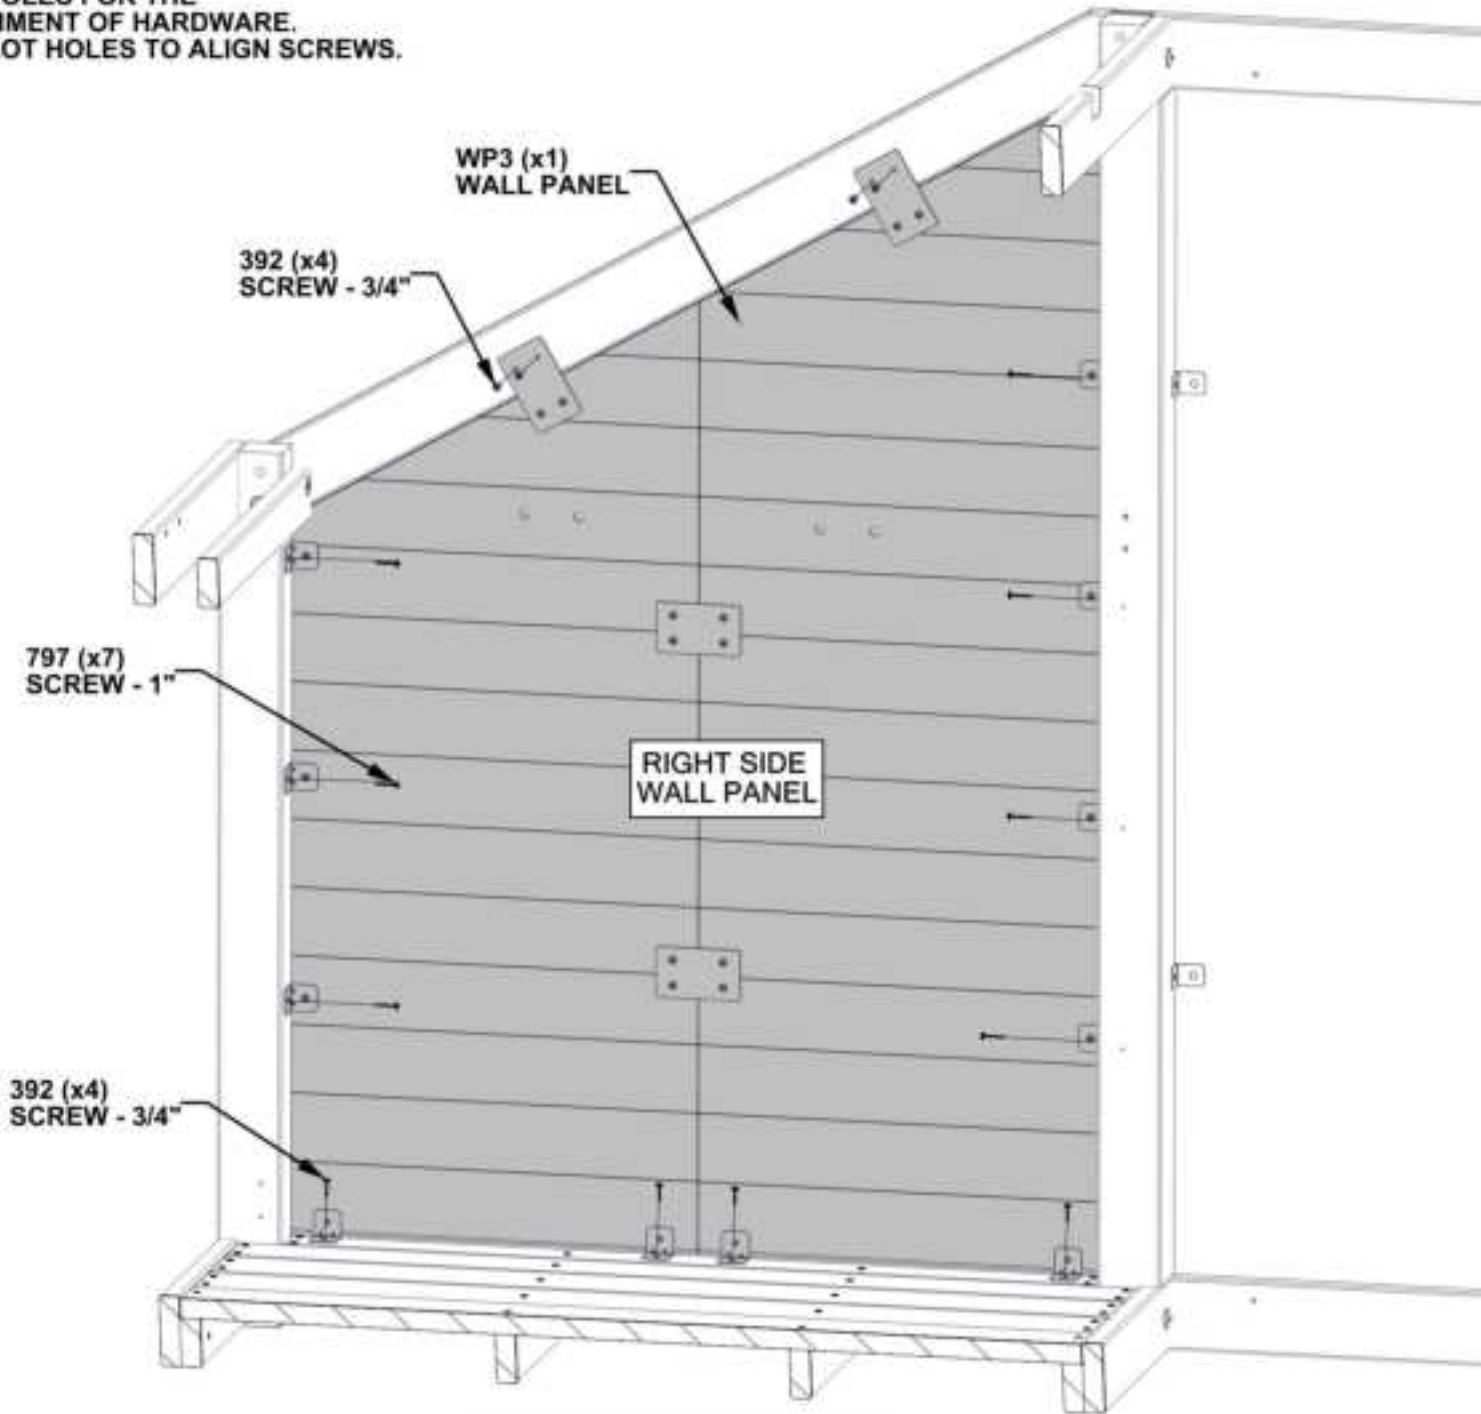 MENT OF HARDWARE.
OT HOLES TO ALIGN SCREWS.
WP3 (x1)
WALL PANEL
392 (x4)
SCREW - 3/4"
797 (x7)
SCREW - 1"
RIGHT SIDE
WALL PANEL
392 (x4)
SCREW - 3/4"